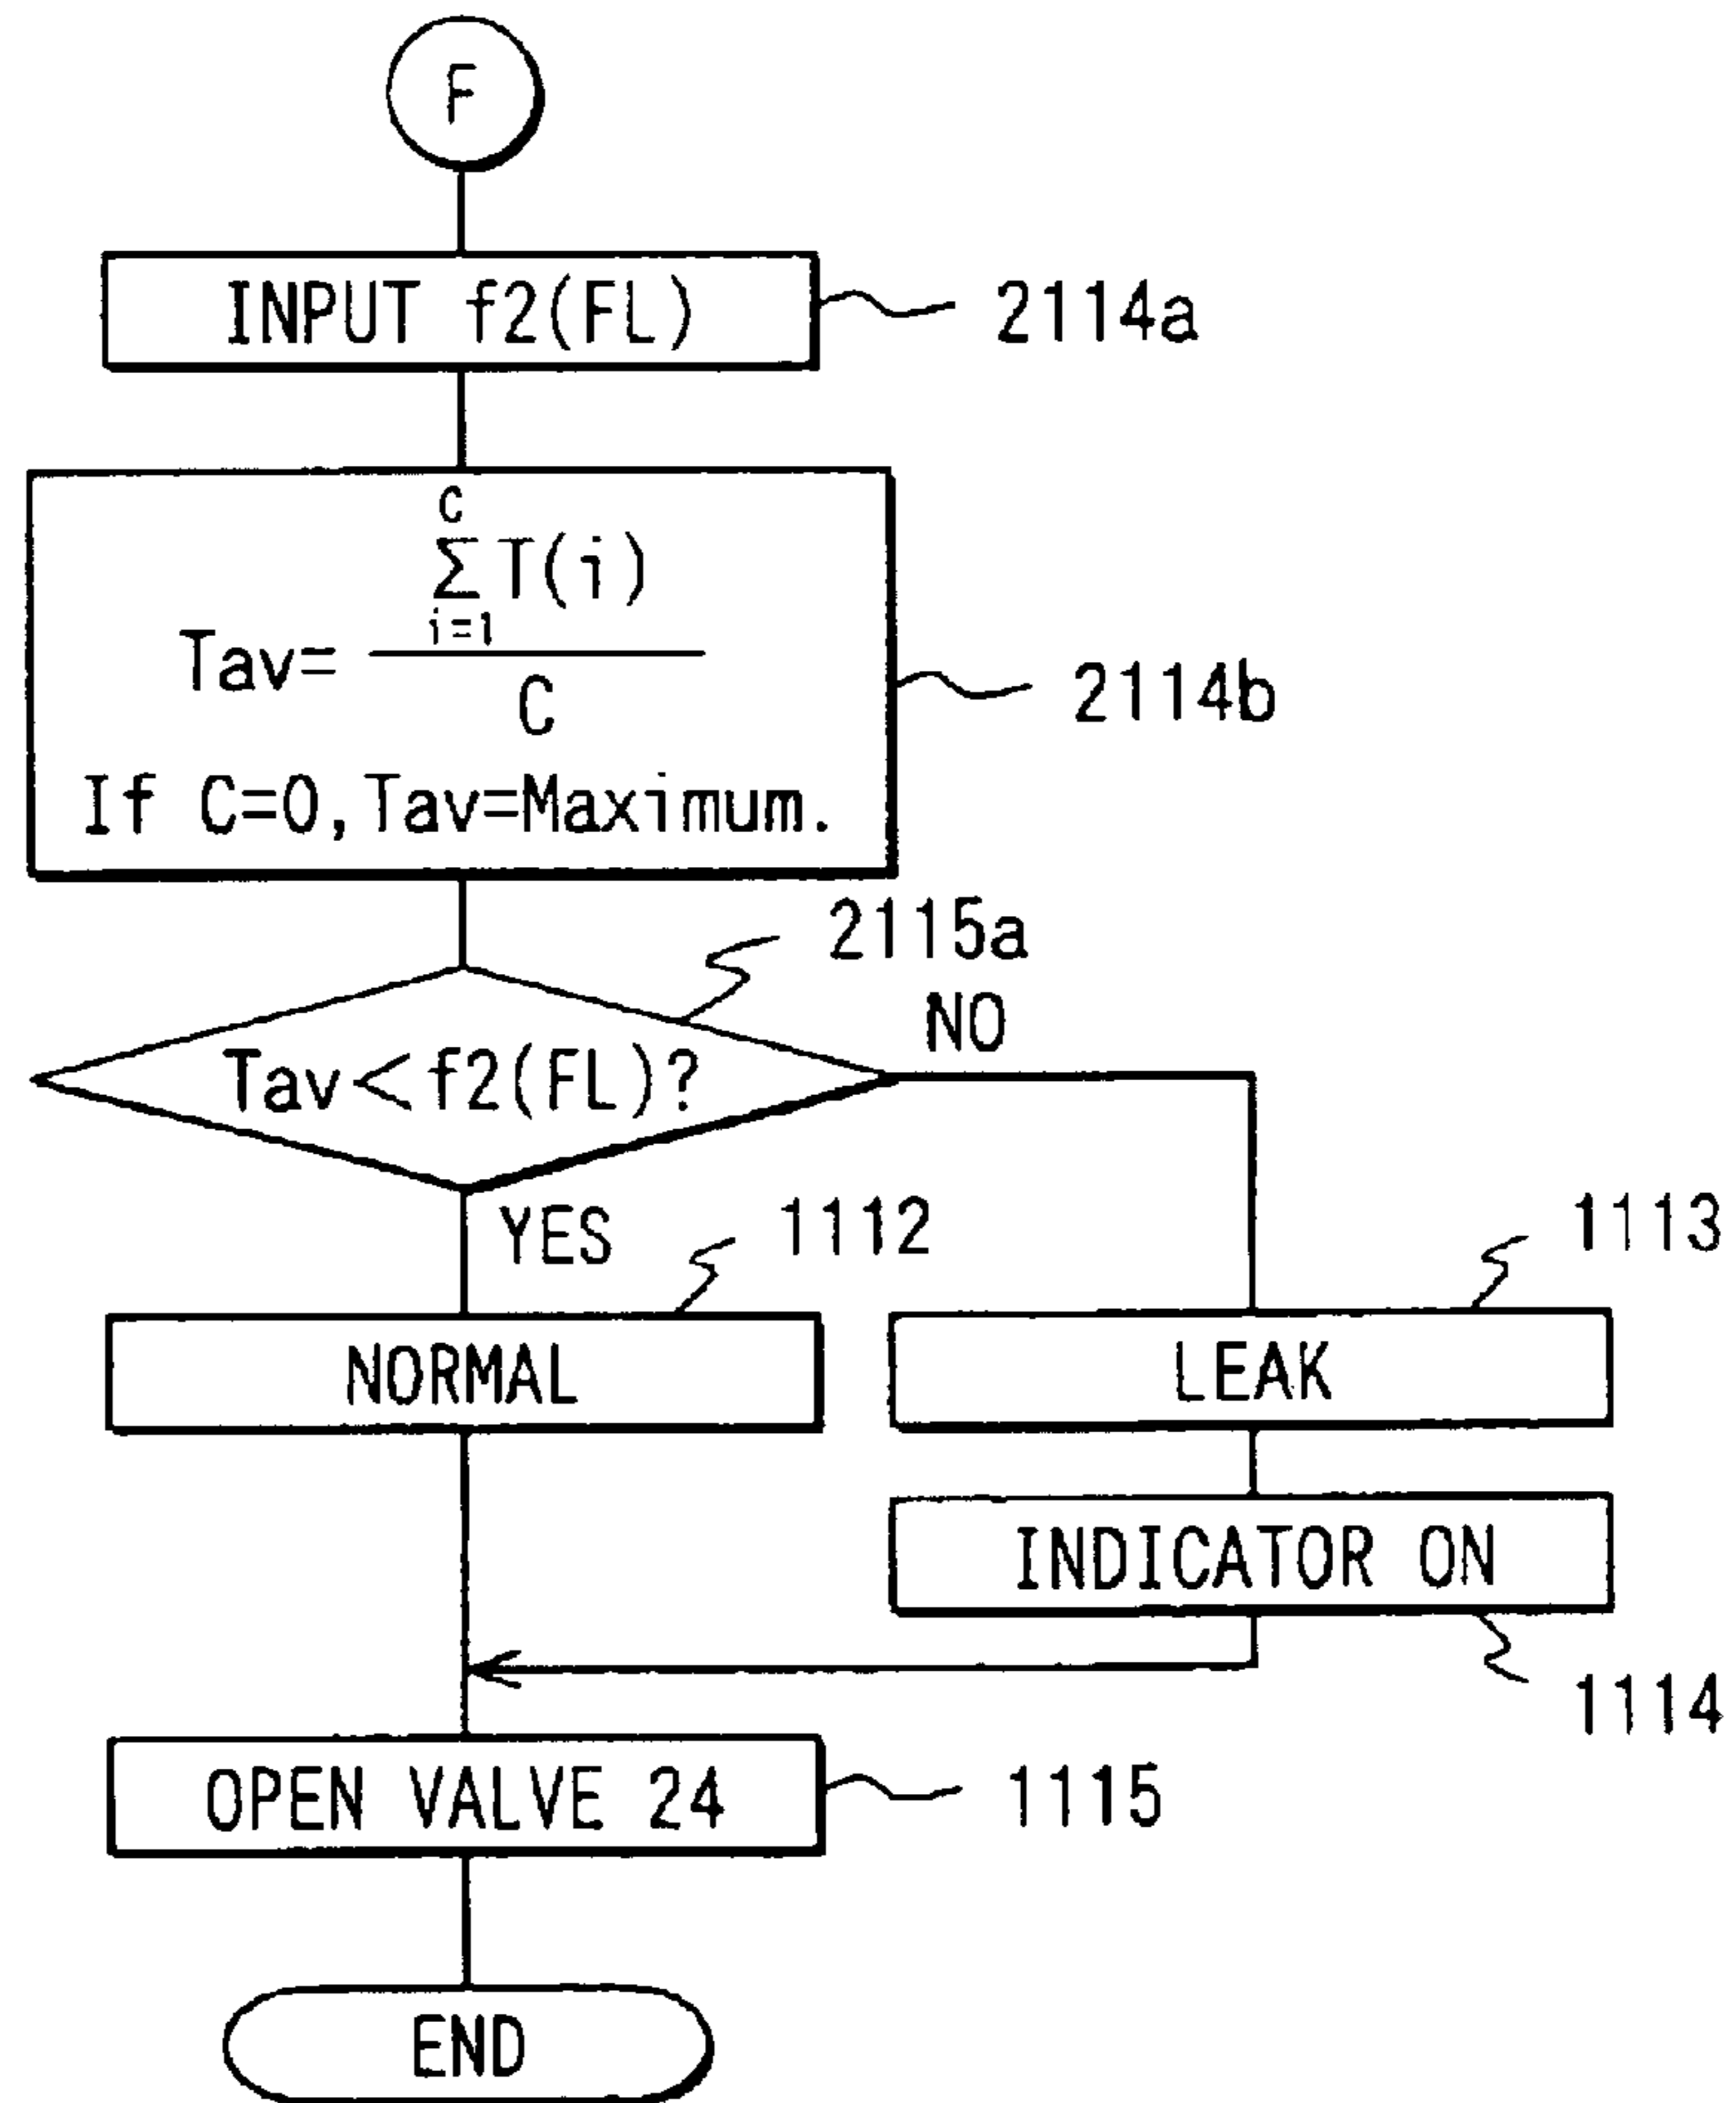 F
INPUT f2(FL)
2114a
C
Σ T(i)
i=1
Tav=
C
2114b
If C=0,Tav=Maximum.
2115a
NO
Tav<f2(FL)?
YES
1112
1113
NORMAL
LEAK
INDICATOR ON
1114
OPEN VALVE 24
1115
END